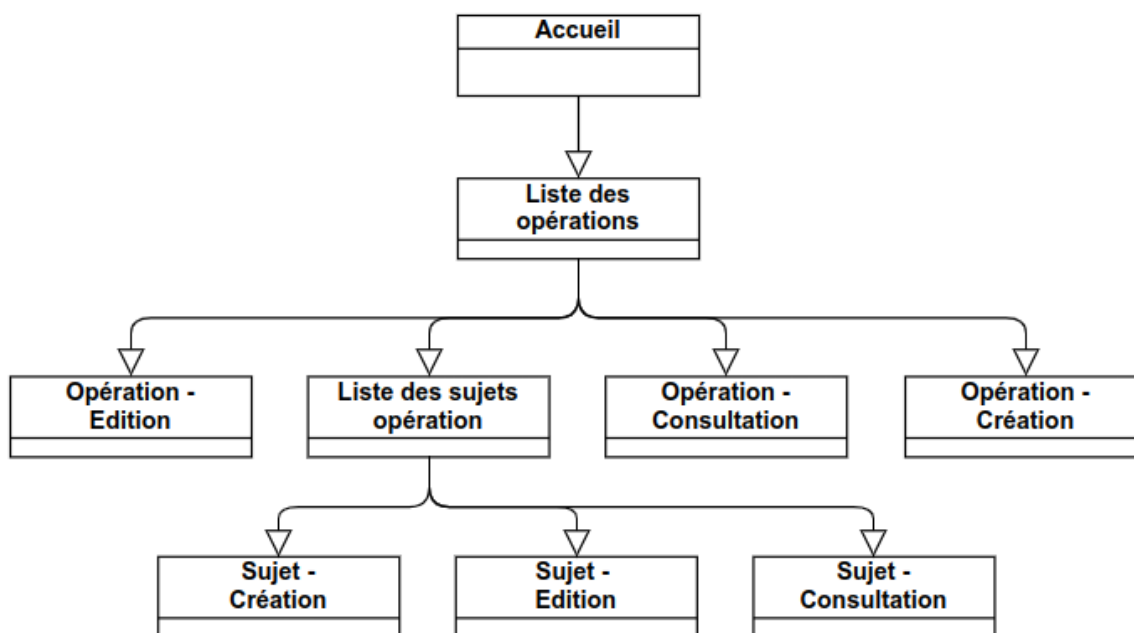 Accueil
Liste des
opérations
Opération -
Edition
Liste des sujets
opération
Opération -
Consultation
Opération -
Création
Sujet -
Création
Sujet -
Edition
Sujet -
Consultation